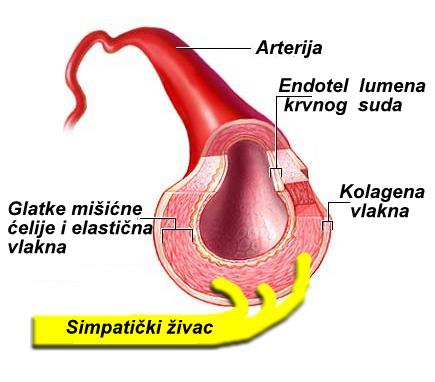 Arterija
Endotel lumena
krvnog suda
Kolagena
vlakna
Glatke mišićne
ćelije i elastična
vlakna
Simpatički živac